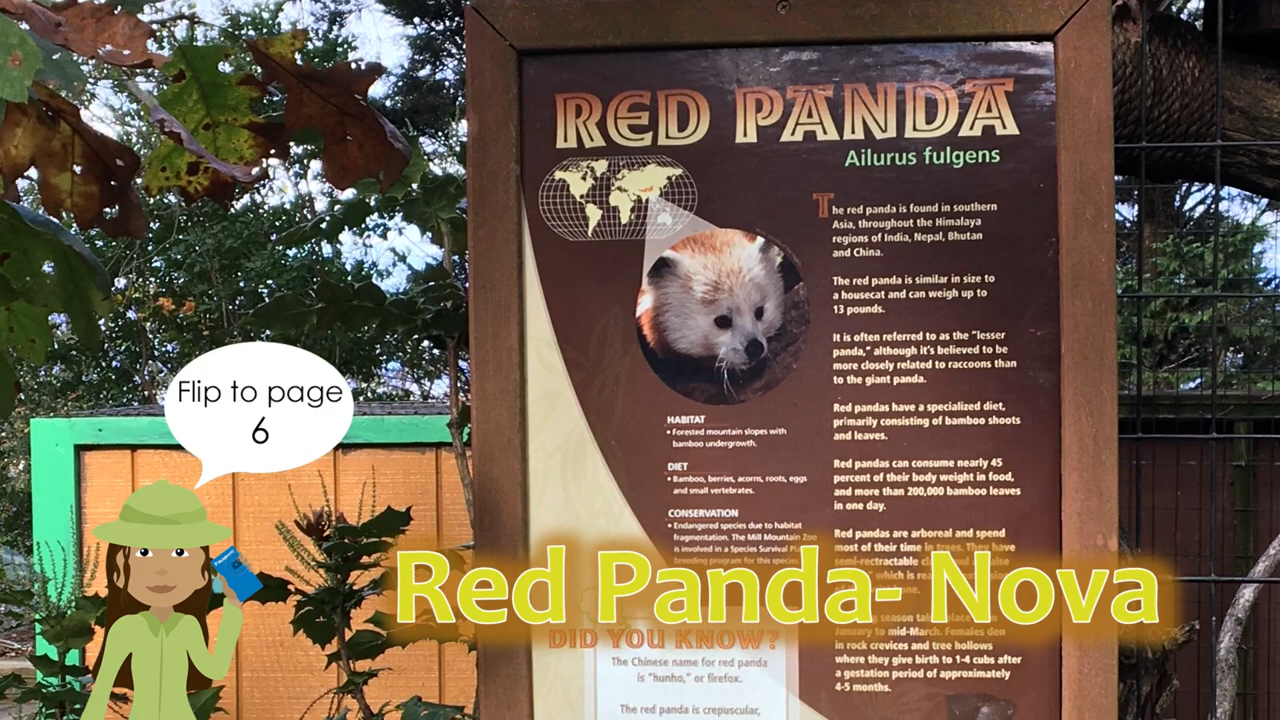 RED PANDA
Ailurus fulgens
The red panda is found in southern
Asia, throughout the Himalaya
regions of India, Nepal, Bhutan
and China.
The red panda is similar in size to
a housecat and can weigh up to
13 pounds.
It is often referred to as the "lesser
panda," although it's believed to be
more closely related to raccoons than
to the giant panda.
Red pandas have a specialized diet,
primarily consisting of bamboo shoots
and leaves.
Red pandas can consume nearly 45
percent of their body weight in food,
and more than 200,000 bamboo leaves
in one day.
Red pandas are arboreal and spend
most of their time in trees. They have
semi-retractable
which is
season
January to mid-March. Females den
in rock crevices and tree hollows
where they give birth to 1-4 cubs after
a gestation period of approximately
4-5 months.
HABITAT
• Forested mountain slopes with
bamboo undergrowth.
DIET
• Bamboo, berries, acorns, roots, eggs
and small vertebrates.
CONSERVATION
• Endangered species due to habitat
fragmentation. The Mill Mountain Zoo
is involved in a Species Survival
breeding program for this species.
DID YOU KNOW?
The Chinese name for red panda
is "hunho," or firefox.
The red panda is crepuscular,
Flip to page
6
Red Panda- Nova